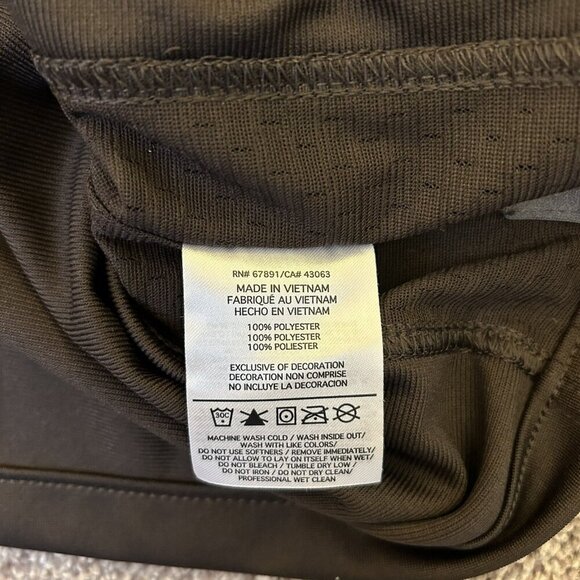 RN# 67891/CA# 43063
MADE IN VIETNAM
FABRIQUÉ AU VIETNAM
HECHO EN VIETNAM
100% POLYESTER
100% POLYESTER
100% POLIESTER
EXCLUSIVE OF DECORATION
DECORATION NON COMPRISE
NO INCLUYE LA DECORACION
30C
MACHINE WASH COLD / WASH INSIDE OUT/
WASH WITH LIKE COLORS/
DO NOT USE SOFTNERS / REMOVE IMMEDIATELY/
DO NOT ALLOW TO LAY ON ITSELF WHEN WET/
DO NOT BLEACH / TUMBLE DRY LOW /
DO NOT IRON / DO NOT DRY CLEAN/
PROFESSIONAL WET CLEAN